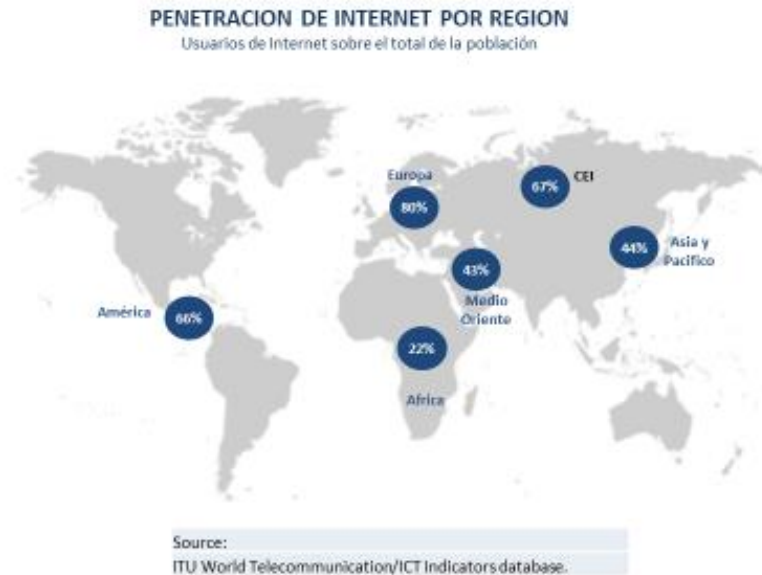 PENETRACION DE INTERNET POR REGION
Usuarios de Internet sobre el total de la población
Europa
80%
67%
CEI
44%
Asia y
Pacifico
43%
Medio
Oriente
América
66%
22%
Africa
Source:
ITU World Telecommunication/ICT Indicators database.